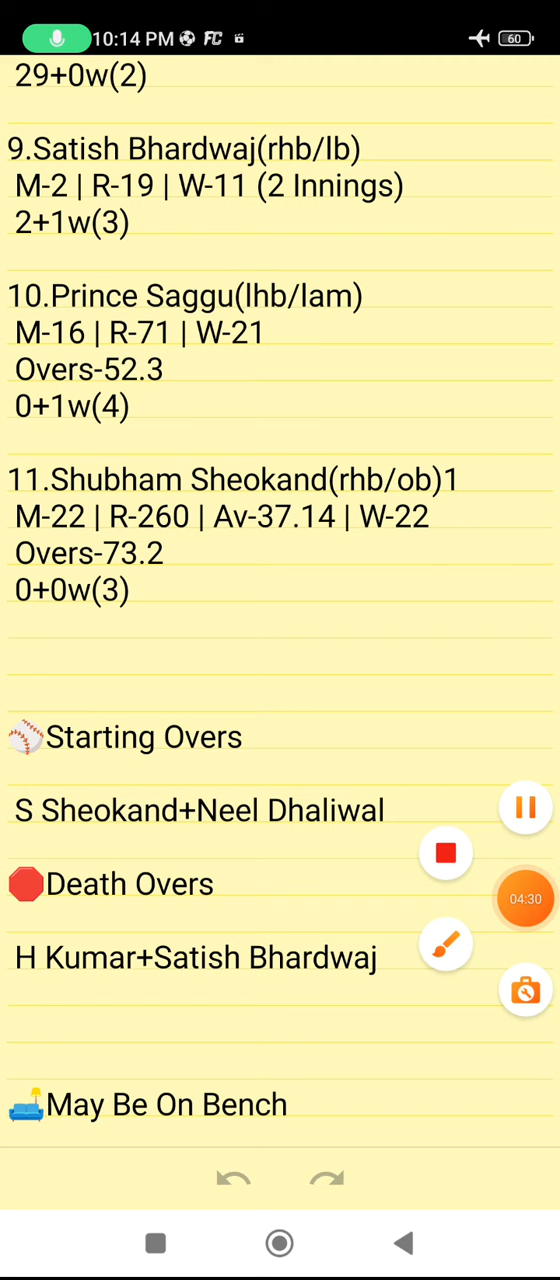 10:14 PM FC 60
29+0w(2)
9.Satish Bhardwaj(rhb/lb)
M-2 | R-19 | W-11 (2 Innings)
2+1w(3)
10.Prince Saggu(lhb/lam)
M-16 | R-71 | W-21
Overs-52.3
0+1w(4)
11.Shubham Sheokand(rhb/ob)1
M-22 | R-260 | Av-37.14 | W-22
Overs-73.2
0+0w(3)
⚾Starting Overs
S Sheokand+Neel Dhaliwal
🛑Death Overs
04:30
H Kumar+Satish Bhardwaj
🛋️May Be On Bench